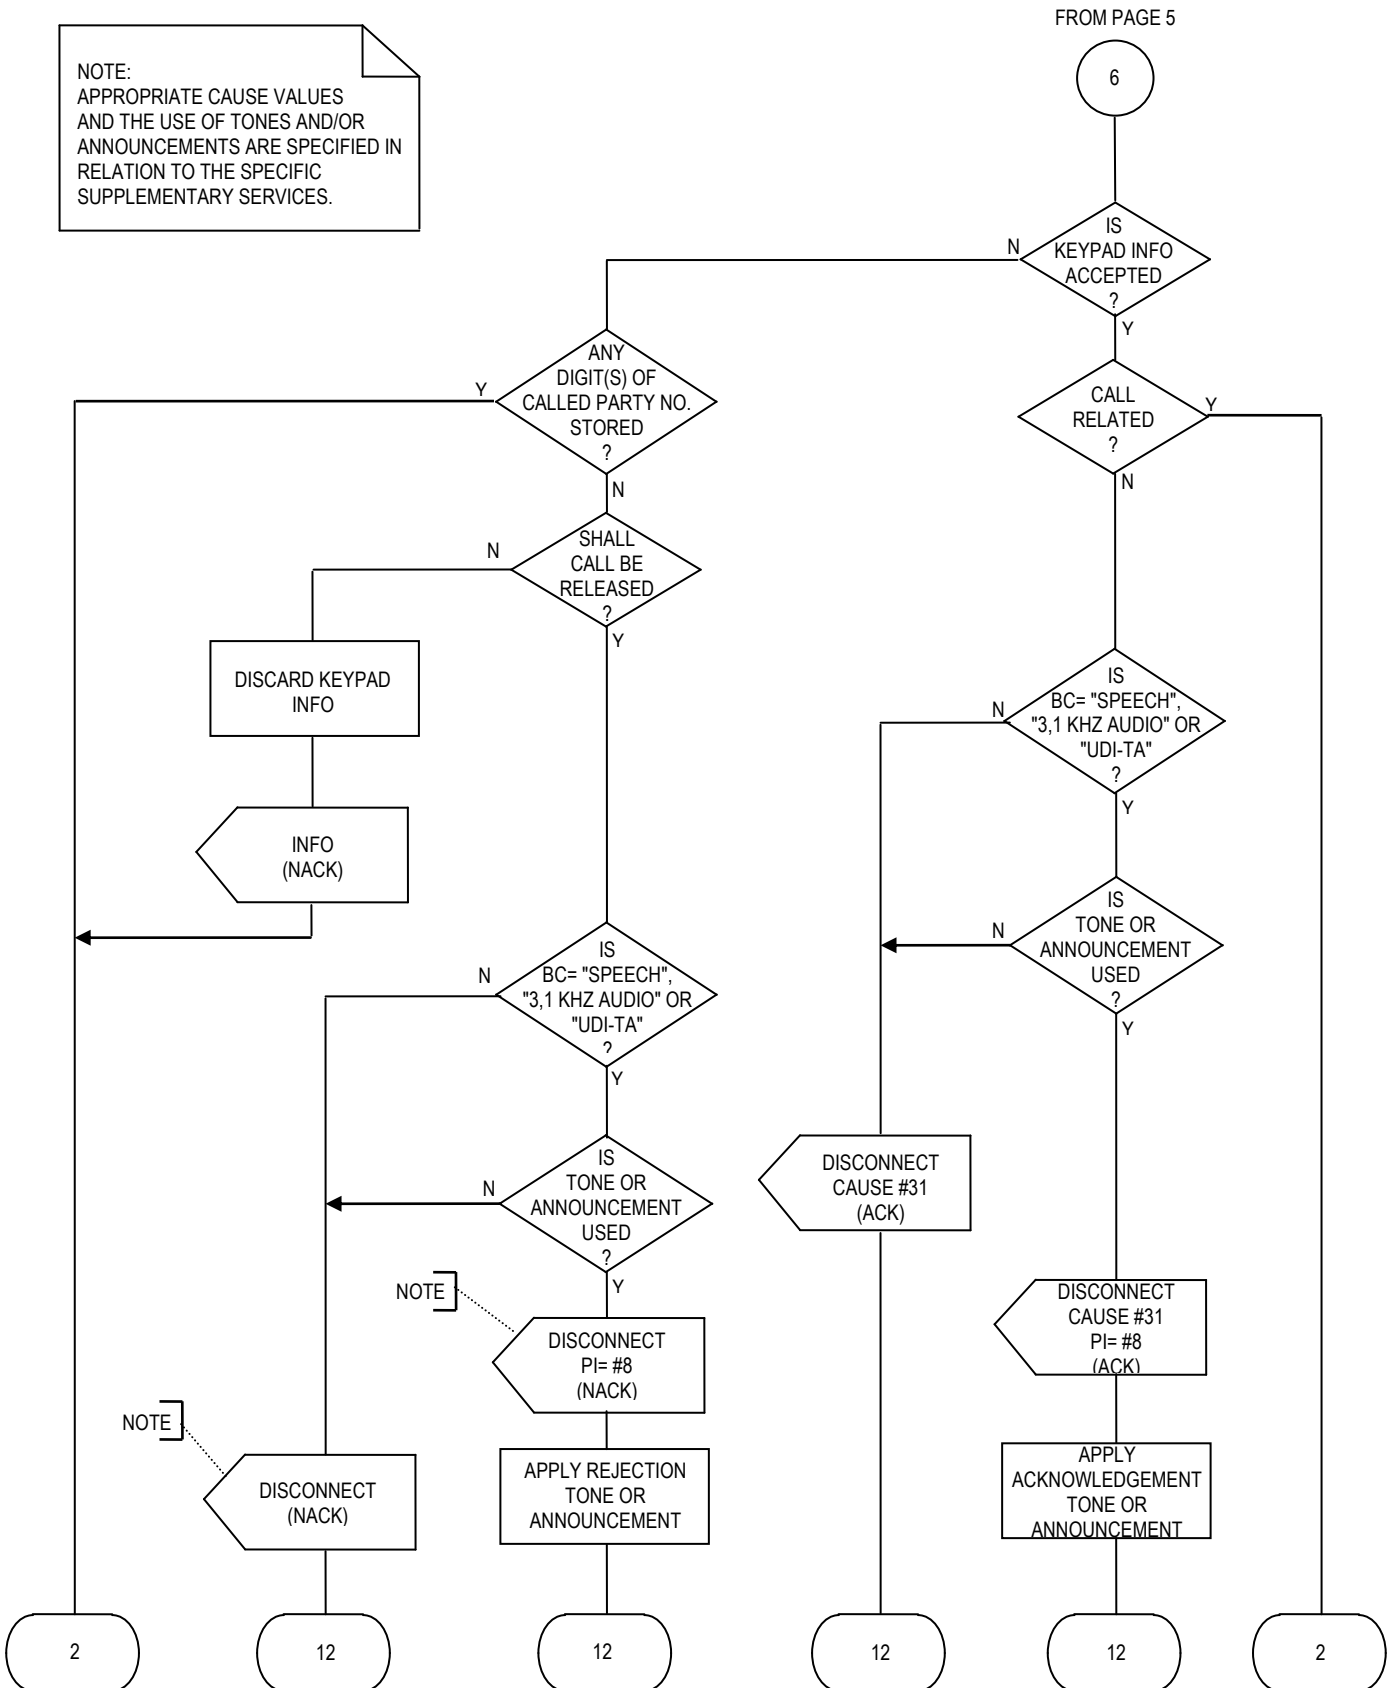 FROM PAGE 5
6
NOTE:
APPROPRIATE CAUSE VALUES
AND THE USE OF TONES AND/OR
ANNOUNCEMENTS ARE SPECIFIED IN
RELATION TO THE SPECIFIC
SUPPLEMENTARY SERVICES.
IS
KEYPAD INFO
ACCEPTED
?
N
Y
ANY
DIGIT(S) OF
CALLED PARTY NO.
STORED
?
Y
N
CALL
RELATED
?
Y
N
SHALL
CALL BE
RELEASED
?
N
Y
DISCARD KEYPAD
INFO
INFO
(NACK)
IS
BC= "SPEECH",
"3,1 KHZ AUDIO" OR
"UDI-TA"
?
N
Y
IS
TONE OR
ANNOUNCEMENT
USED
?
N
Y
IS
BC= "SPEECH",
"3,1 KHZ AUDIO" OR
"UDI-TA"
?
N
Y
IS
TONE OR
ANNOUNCEMENT
USED
?
N
Y
DISCONNECT
CAUSE #31
(ACK)
DISCONNECT
CAUSE #31
PI= #8
(ACK)
NOTE
DISCONNECT
PI= #8
(NACK)
NOTE
DISCONNECT
(NACK)
APPLY REJECTION
TONE OR
ANNOUNCEMENT
APPLY
ACKNOWLEDGEMENT
TONE OR
ANNOUNCEMENT
2
12
12
12
12
2